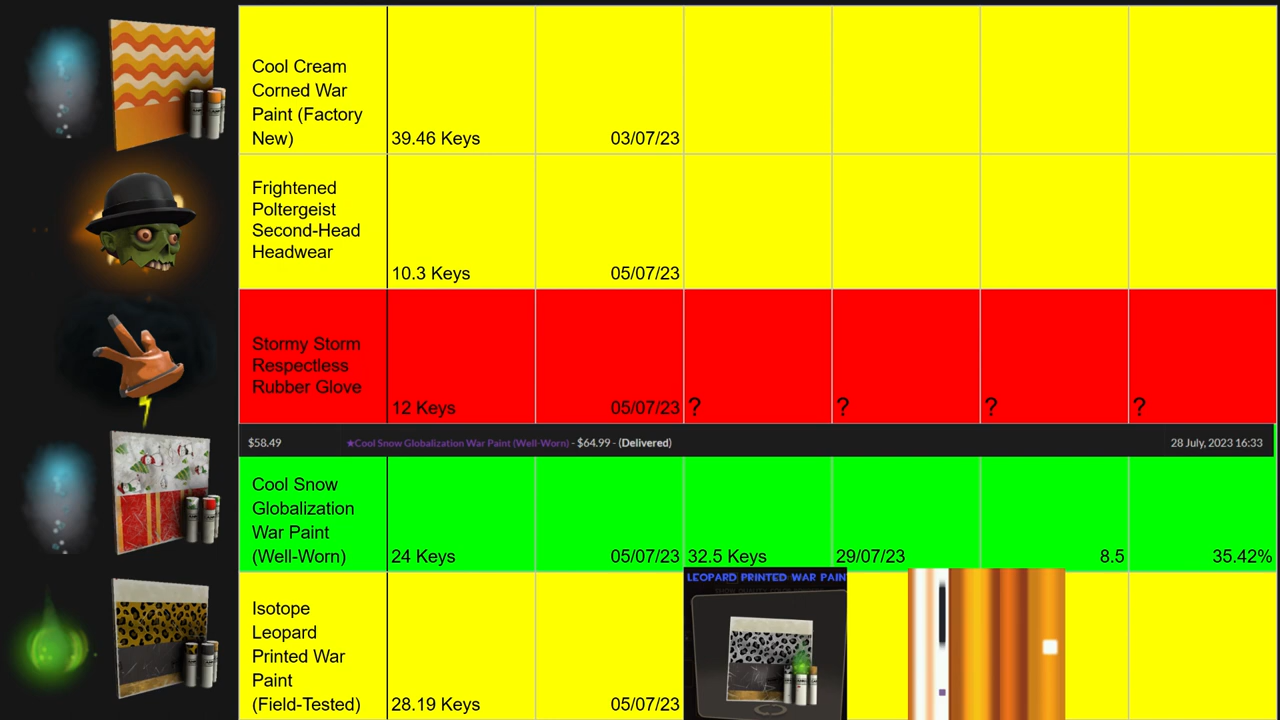 Cool Cream
Corned War
Paint (Factory
New)
39.46 Keys
03/07/23
Frightened
Poltergeist
Second-Head
Headwear
10.3 Keys
05/07/23
Stormy Storm
Respectless
Rubber Glove
12 Keys
05/07/23
?
?
?
?
$58.49
★Cool Snow Globalization War Paint (Well-Worn) - $64.99 - (Delivered)
28 July, 2023 16:33
Cool Snow
Globalization
War Paint
(Well-Worn)
24 Keys
05/07/23
32.5 Keys
29/07/23
8.5
35.42%
Isotope
Leopard
Printed War
Paint
(Field-Tested)
28.19 Keys
05/07/23
LEOPARD PRINTED WAR PAIN